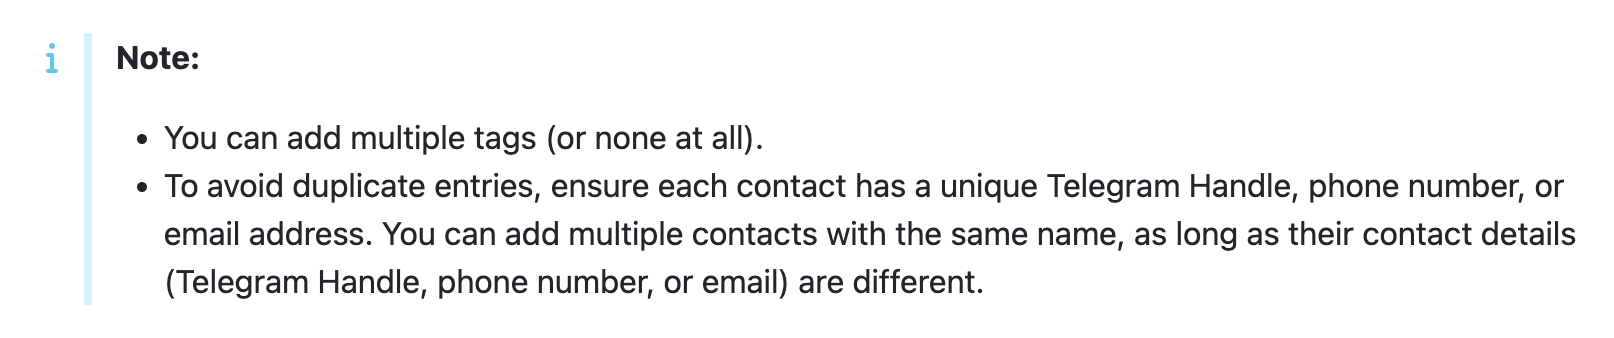 Note:
• You can add multiple tags (or none at all).
• To avoid duplicate entries, ensure each contact has a unique Telegram Handle, phone number, or
email address. You can add multiple contacts with the same name, as long as their contact details
(Telegram Handle, phone number, or email) are different.